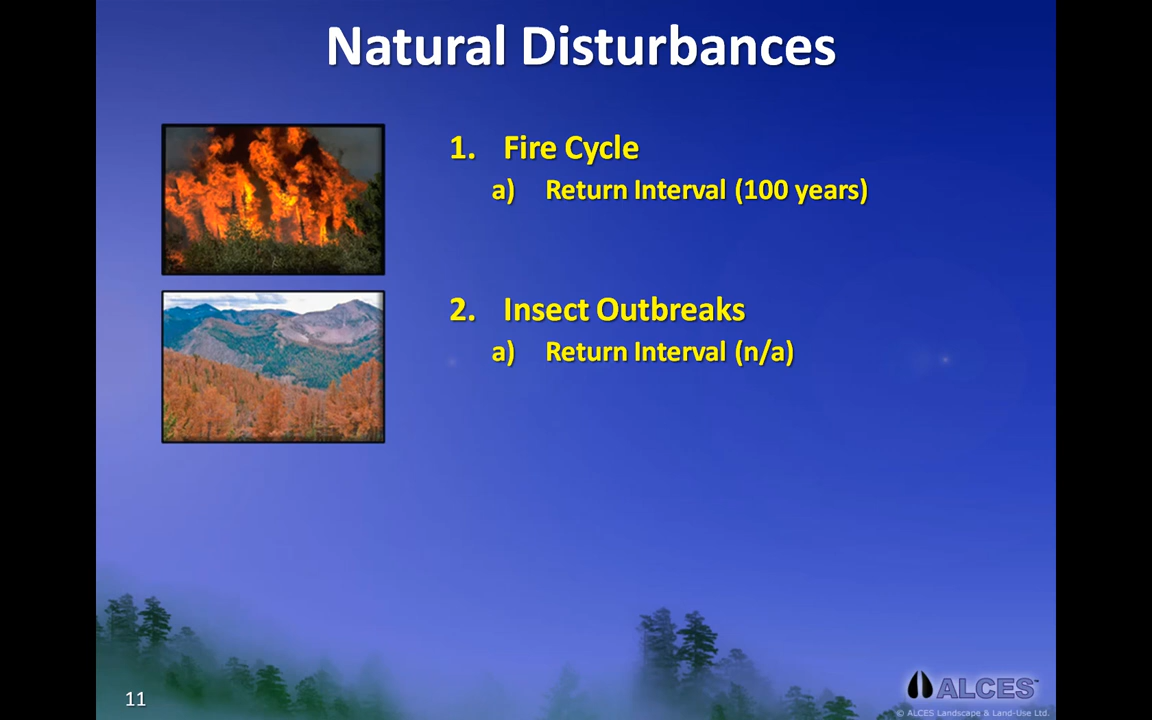 Natural Disturbances
1. Fire Cycle
a) Return Interval (100 years)
2. Insect Outbreaks
a) Return Interval (n/a)
11
ALCES™
© ALCES Landscape & Land-Use Ltd.